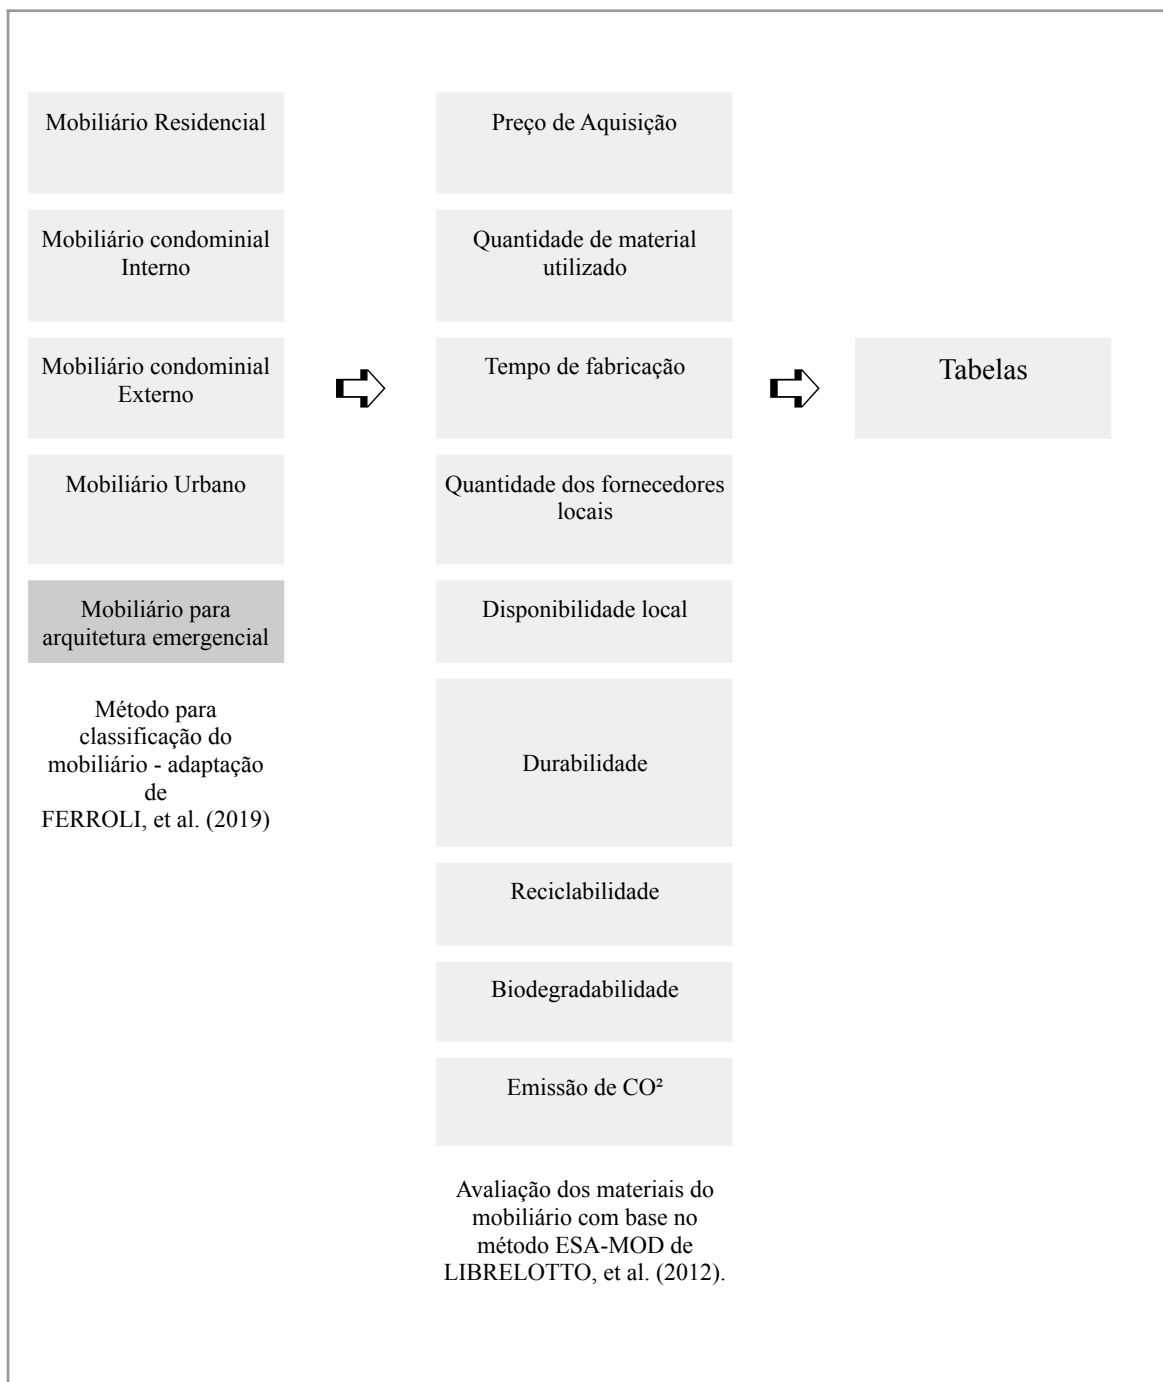 Mobiliário Residencial
Mobiliário condominial
Interno
Mobiliário condominial
Externo
Mobiliário Urbano
Mobiliário para
arquitetura emergencial
Método para
classificação do
mobiliário - adaptação
de
FERROLI, et al. (2019)
Preço de Aquisição
Quantidade de material
utilizado
Tempo de fabricação
Quantidade dos fornecedores
locais
Disponibilidade local
Durabilidade
Reciclabilidade
Biodegradabilidade
Emissão de CO²
Avaliação dos materiais do
mobiliário com base no
método ESA-MOD de
LIBRELOTTO, et al. (2012).
Tabelas